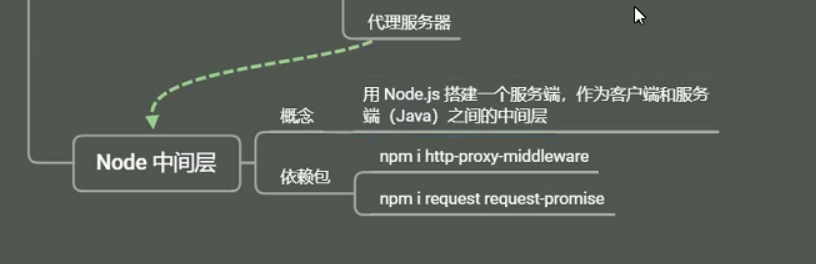 代理服务器
用 Node.js 搭建一个服务端，作为客户端和服务
端（Java）之间的中间层
概念
Node 中间层
npm i http-proxy-middleware
依赖包
npm i request request-promise